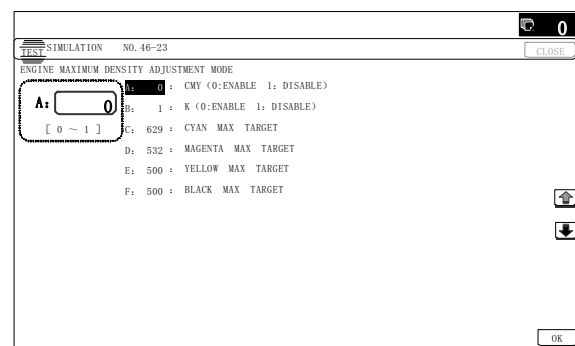 0
TEST SIMULATION NO. 46-23
CLOSE
ENGINE MAXIMUM DENSITY ADJUSTMENT MODE
A: 0
[ 0 ～ 1 ]
A: 0 : CMY (0:ENABLE 1: DISABLE)
B: 1 : K (0:ENABLE 1: DISABLE)
C: 629 : CYAN MAX TARGET
D: 532 : MAGENTA MAX TARGET
E: 500 : YELLOW MAX TARGET
F: 500 : BLACK MAX TARGET
OK